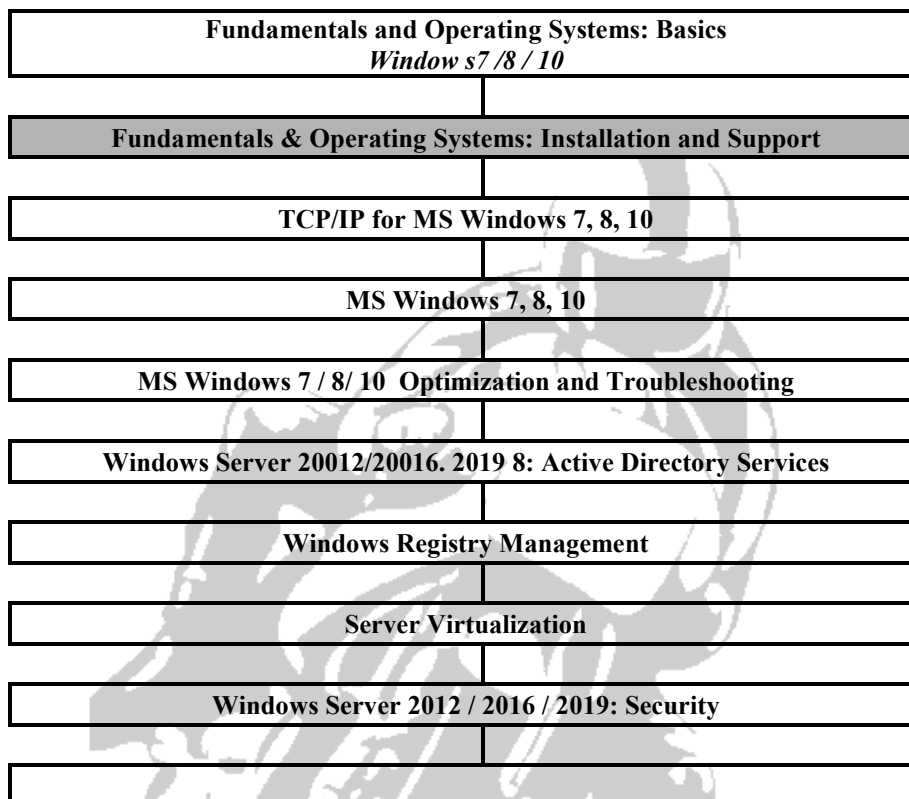 Fundamentals and Operating Systems: Basics
Window s7 /8 / 10
Fundamentals & Operating Systems: Installation and Support
TCP/IP for MS Windows 7, 8, 10
MS Windows 7, 8, 10
MS Windows 7 / 8/ 10 Optimization and Troubleshooting
Windows Server 20012/20016. 2019 8: Active Directory Services
Windows Registry Management
Server Virtualization
Windows Server 2012 / 2016 / 2019: Security